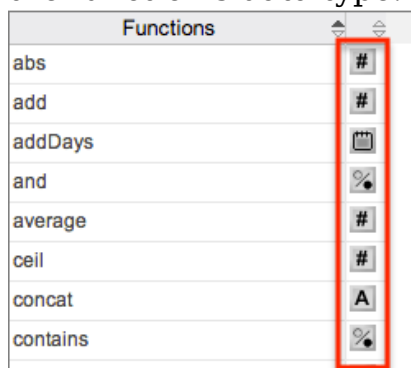 Functions
abs #
add #
addDays
and
average #
ceil #
concat A
contains